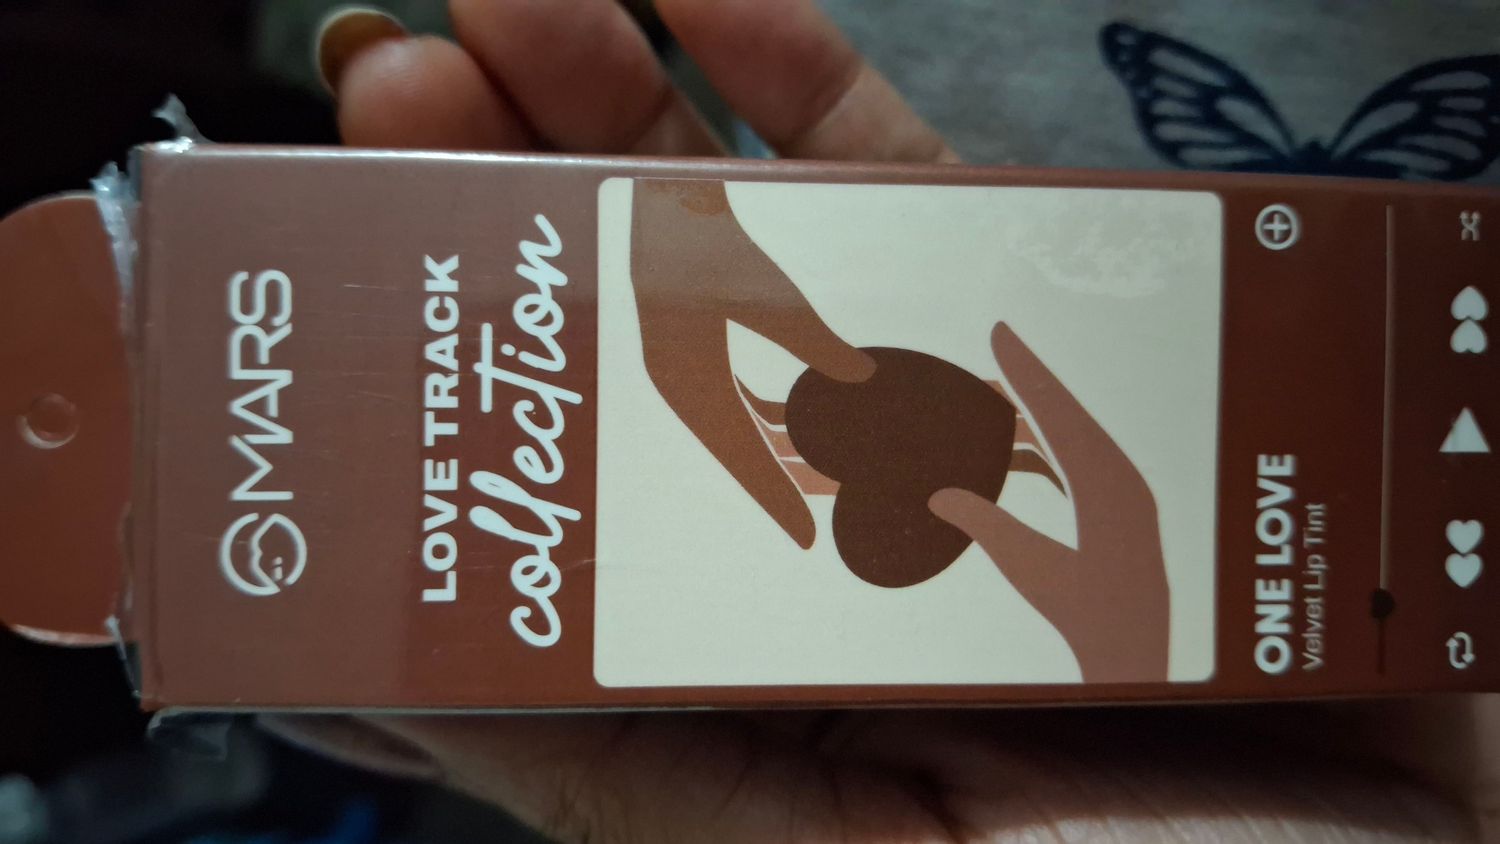 MARS
LOVE TRACK
collection
ONE LOVE
Velvet Lip Tint